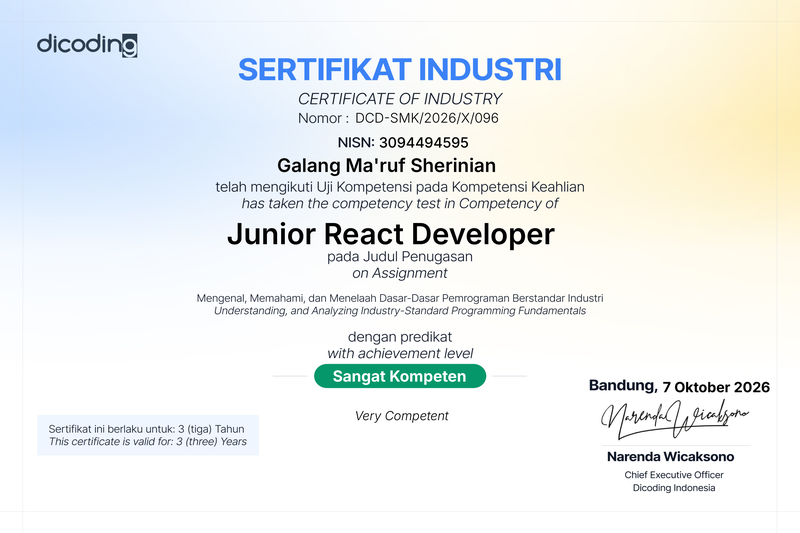 dicoding
SERTIFIKAT INDUSTRI
CERTIFICATE OF INDUSTRY
Nomor : DCD-SMK/2026/X/096
NISN: 3094494595
Galang Ma'ruf Sherinian
telah mengikuti Uji Kompetensi pada Kompetensi Keahlian
has taken the competency test in Competency of
Junior React Developer
pada Judul Penugasan
on Assignment
Mengenal, Memahami, dan Menelaah Dasar-Dasar Pemrograman Berstandar Industri
Understanding, and Analyzing Industry-Standard Programming Fundamentals
dengan predikat
with achievement level
Sangat Kompeten
Very Competent
Sertifikat ini berlaku untuk: 3 (tiga) Tahun
This certificate is valid for: 3 (three) Years
Bandung, 7 Oktober 2026
Narenda Wicaksono
Narenda Wicaksono
Chief Executive Officer
Dicoding Indonesia